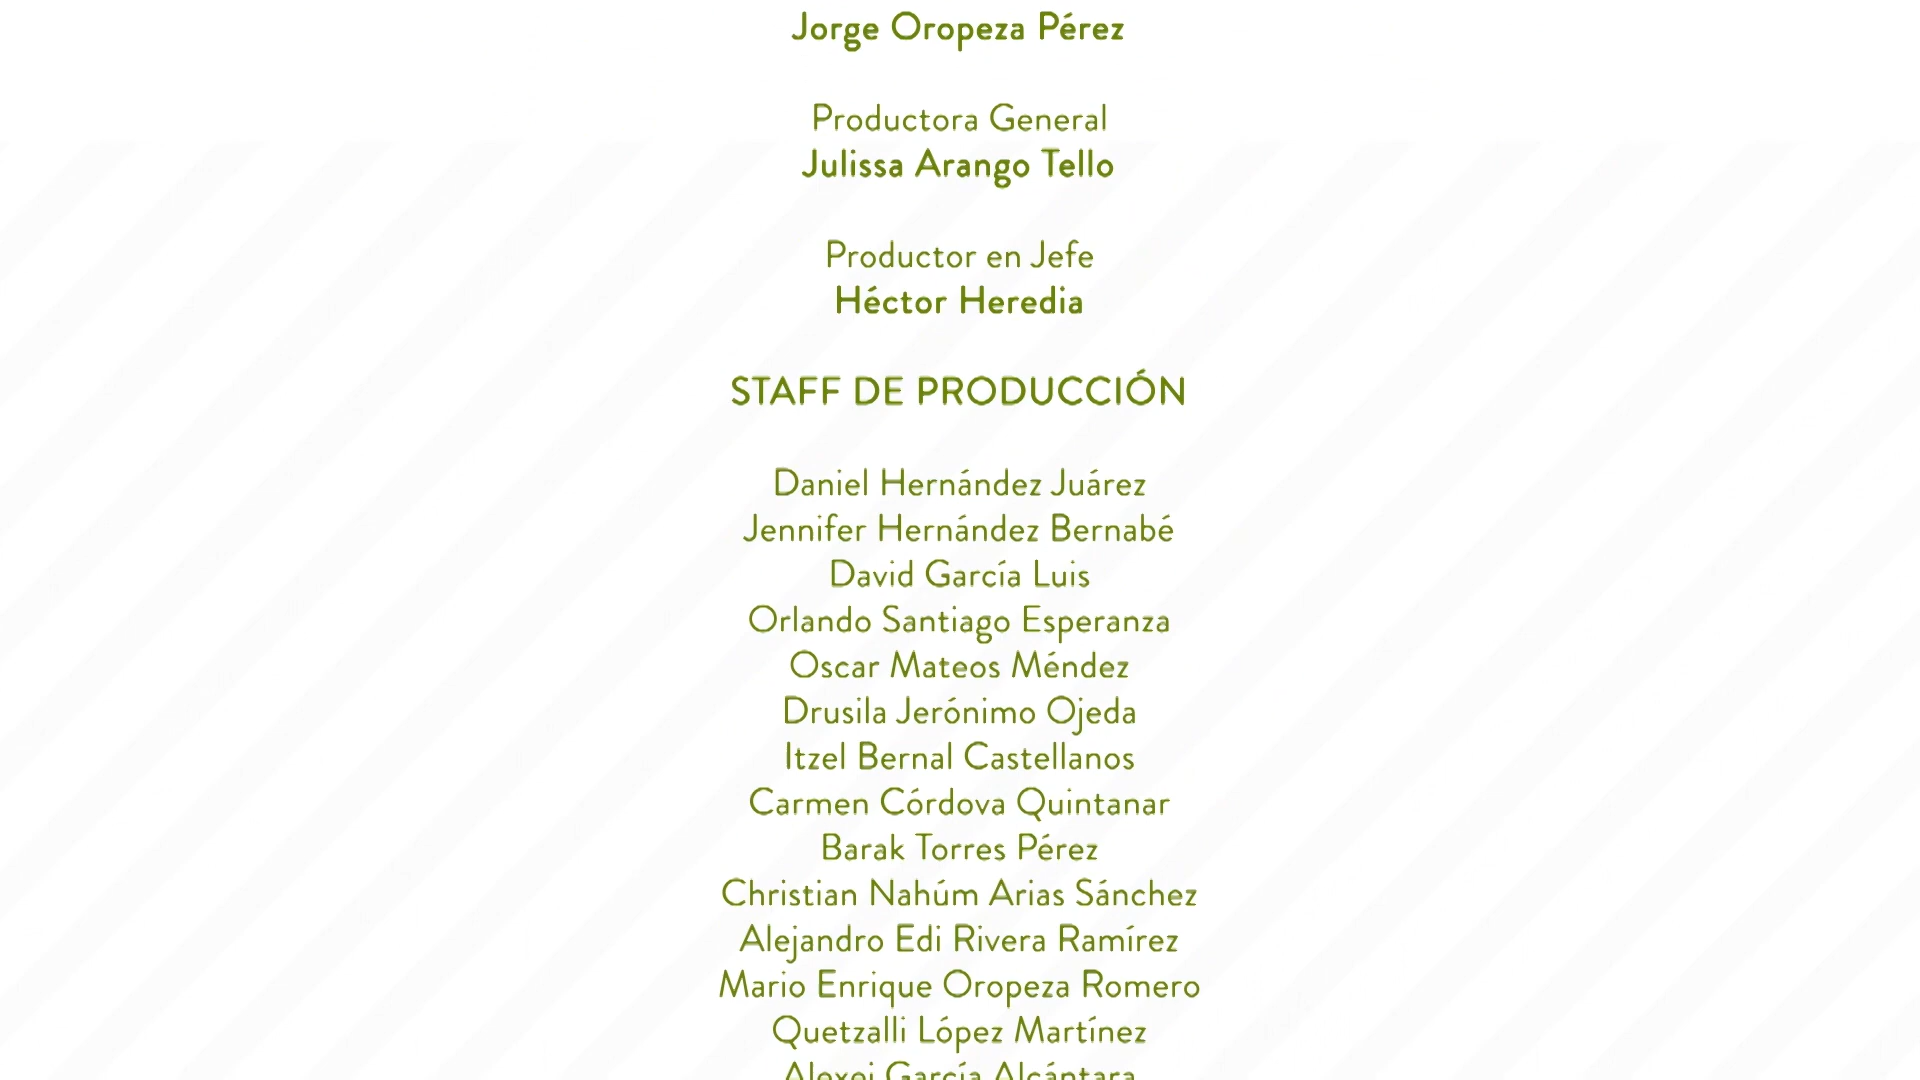 Jorge Oropeza Pérez
Productora General
Julissa Arango Tello
Productor en Jefe
Héctor Heredia
STAFF DE PRODUCCIÓN
Daniel Hernández Juárez
Jennifer Hernández Bernabé
David García Luis
Orlando Santiago Esperanza
Oscar Mateos Méndez
Drusila Jerónimo Ojeda
Itzel Bernal Castellanos
Carmen Córdova Quintanar
Barak Torres Pérez
Christian Nahúm Arias Sánchez
Alejandro Edi Rivera Ramírez
Mario Enrique Oropeza Romero
Quetzalli López Martínez
Alexei García Alcántara